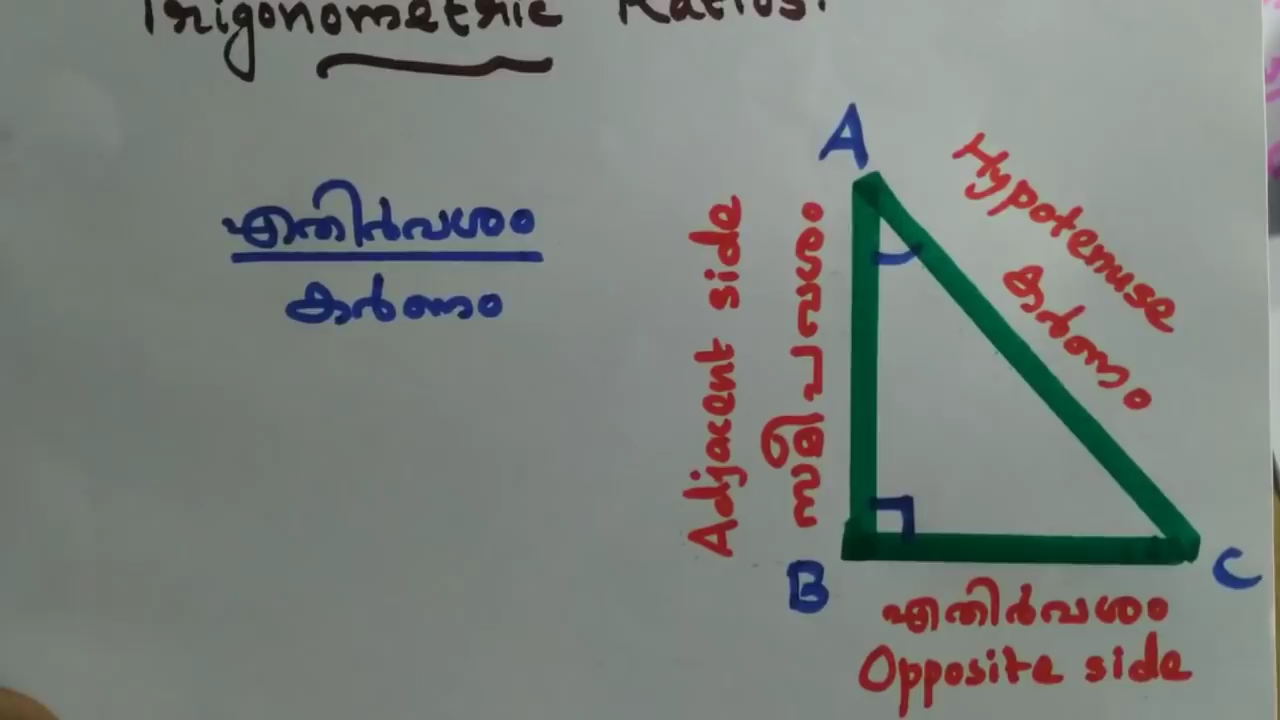 Trigonometric Ratios.
എതിർവശം
കർണം
A
Hypotenuse
കർണം
Adjacent side
സമീപവശം
B
C
എതിർവശം
Opposite side